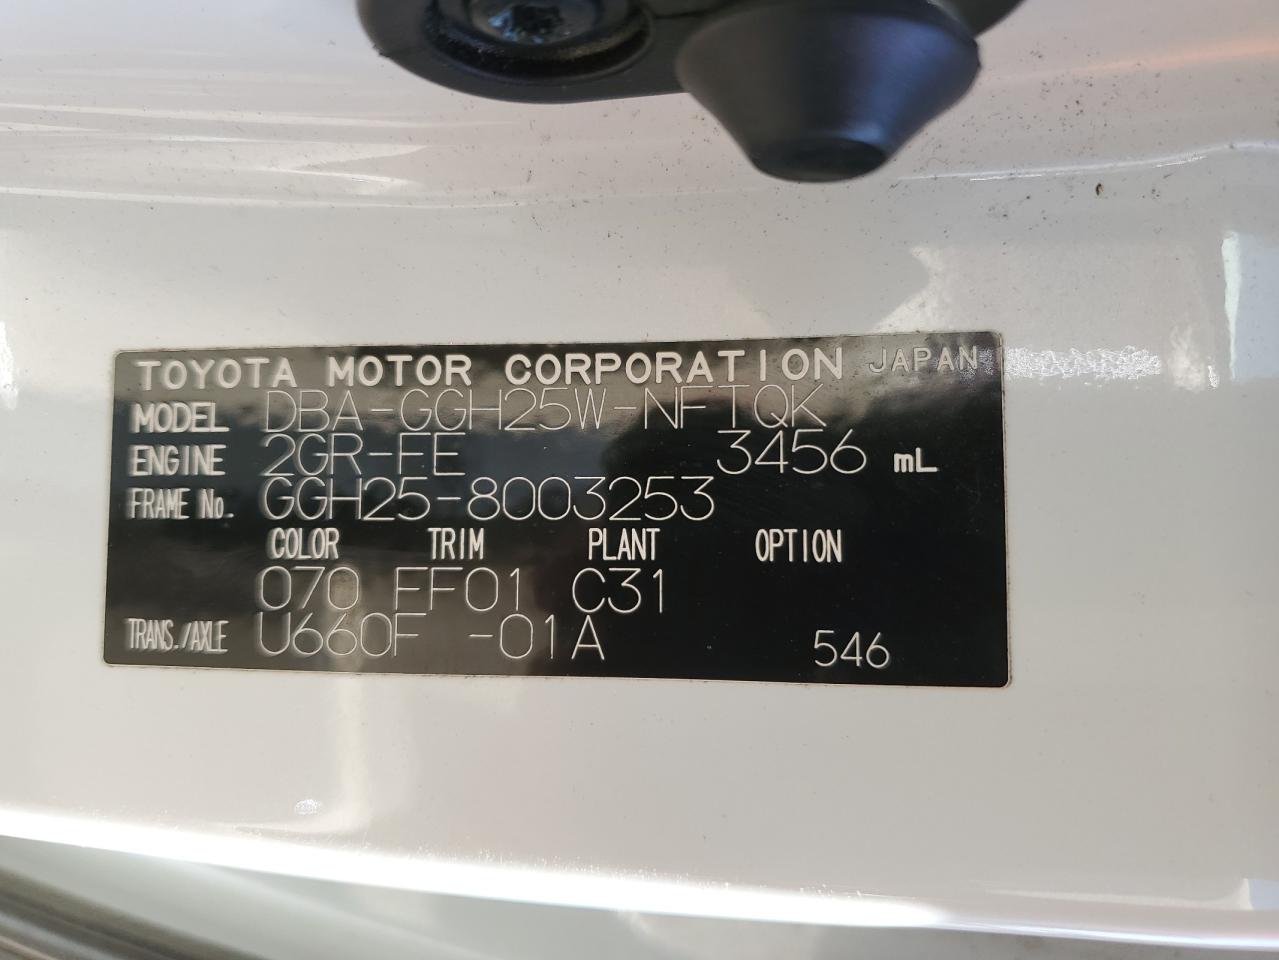 TOYOTA MOTOR CORPORATION JAPAN
MODEL DBA-GGH25W-NFTQK
ENGINE 2GR-FE 3456 mL
FRAME No. GGH25-8003253
COLOR TRIM PLANT OPTION
070 FF01 C31
TRANS./AXLE U660F -01A 546